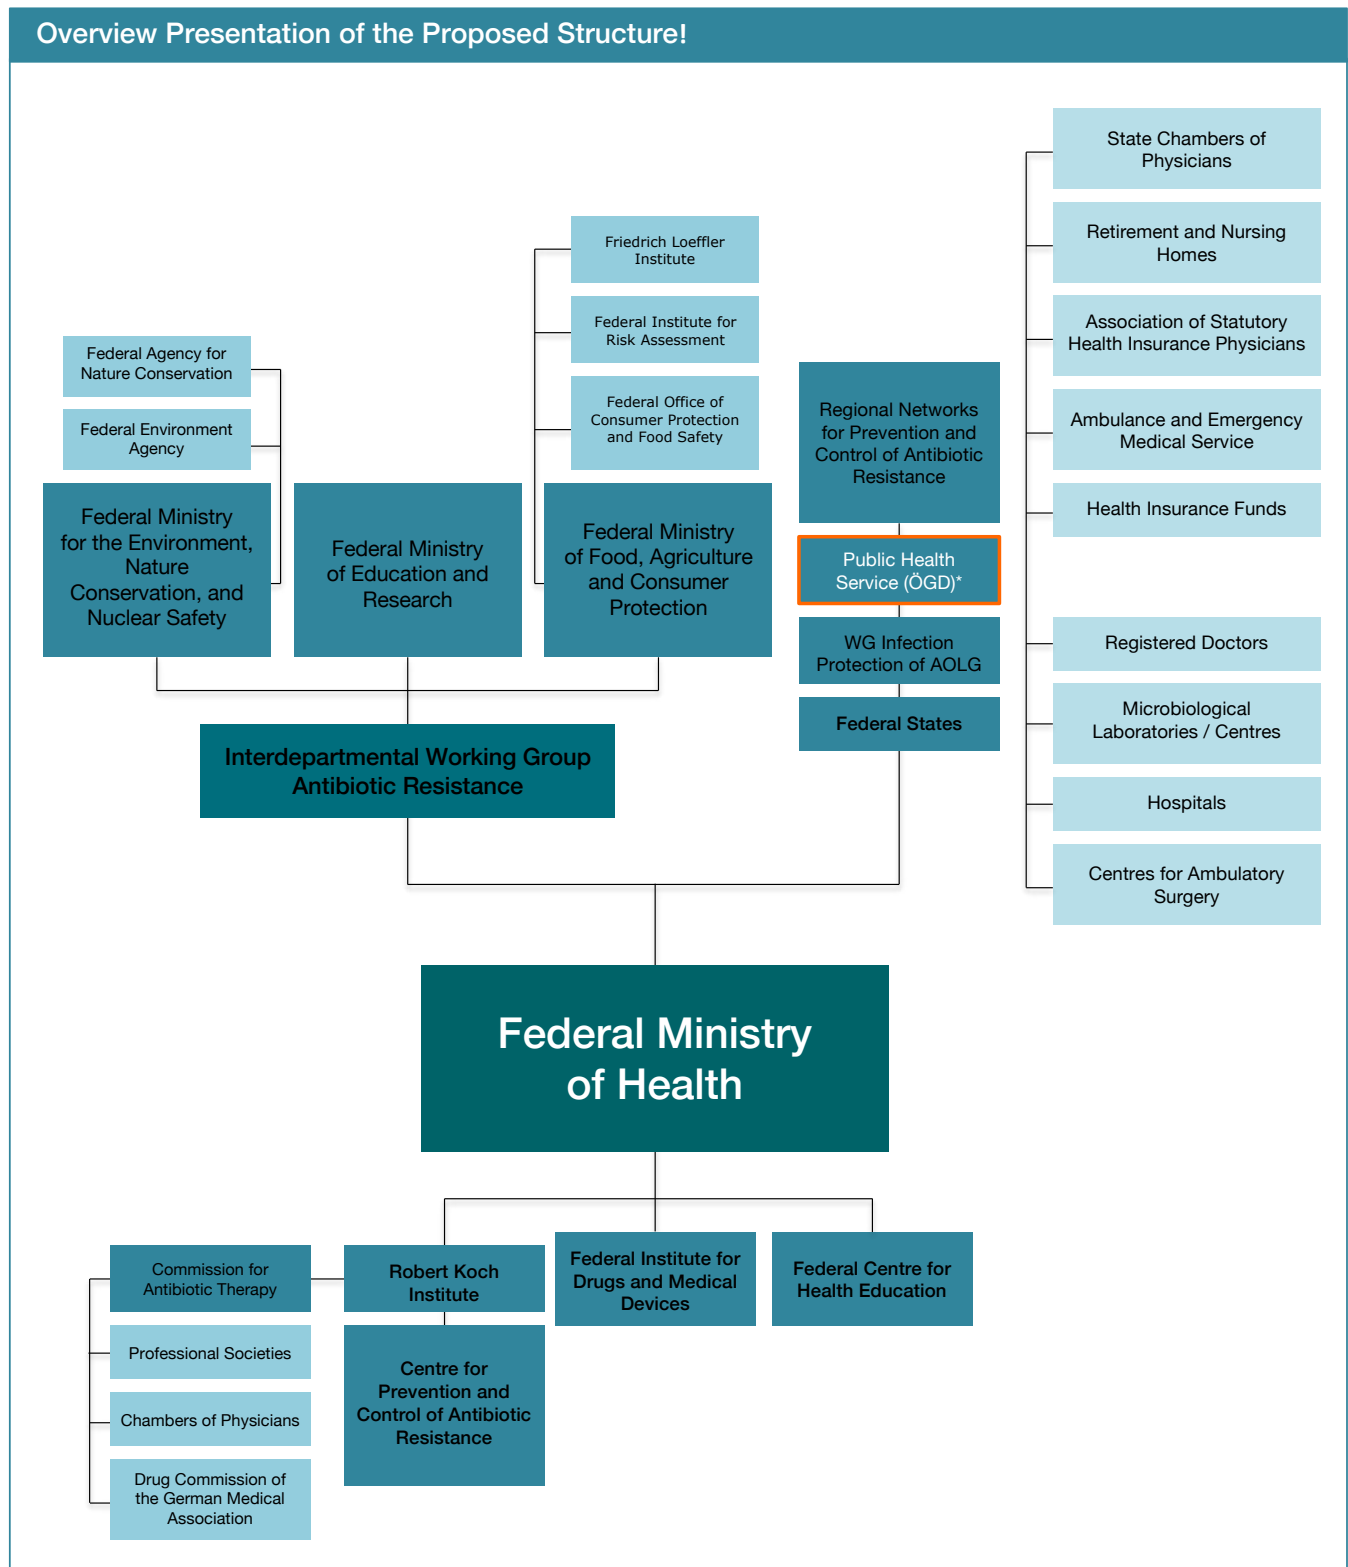 Overview Presentation of the Proposed Structure!
State Chambers of
Physicians
Retirement and Nursing
Homes
Association of Statutory
Health Insurance Physicians
Ambulance and Emergency
Medical Service
Health Insurance Funds
Registered Doctors
Microbiological
Laboratories / Centres
Hospitals
Centres for Ambulatory
Surgery
Friedrich Loeffler
Institute
Federal Institute for
Risk Assessment
Federal Office of
Consumer Protection
and Food Safety
Federal Agency for
Nature Conservation
Federal Environment
Agency
Federal Ministry
for the Environment,
Nature
Conservation, and
Nuclear Safety
Federal Ministry
of Education and
Research
Federal Ministry
of Food, Agriculture
and Consumer
Protection
Regional Networks
for Prevention and
Control of Antibiotic
Resistance
Public Health
Service (ÖGD)*
WG Infection
Protection of AOLG
Federal States
Interdepartmental Working Group
Antibiotic Resistance
Federal Ministry
of Health
Commission for
Antibiotic Therapy
Professional Societies
Chambers of Physicians
Drug Commission of
the German Medical
Association
Robert Koch
Institute
Centre for
Prevention and
Control of Antibiotic
Resistance
Federal Institute for
Drugs and Medical
Devices
Federal Centre for
Health Education